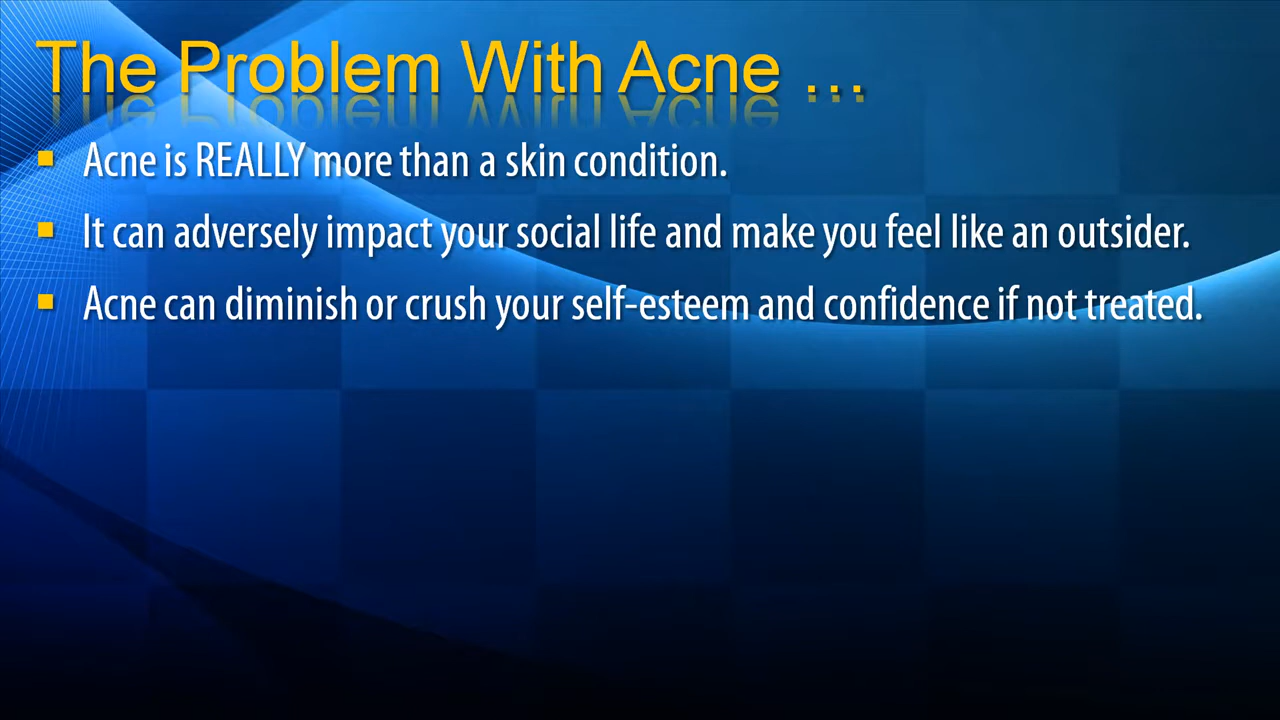 The Problem With Acne ...
Acne is REALLY more than a skin condition.
It can adversely impact your social life and make you feel like an outsider.
Acne can diminish or crush your self-esteem and confidence if not treated.